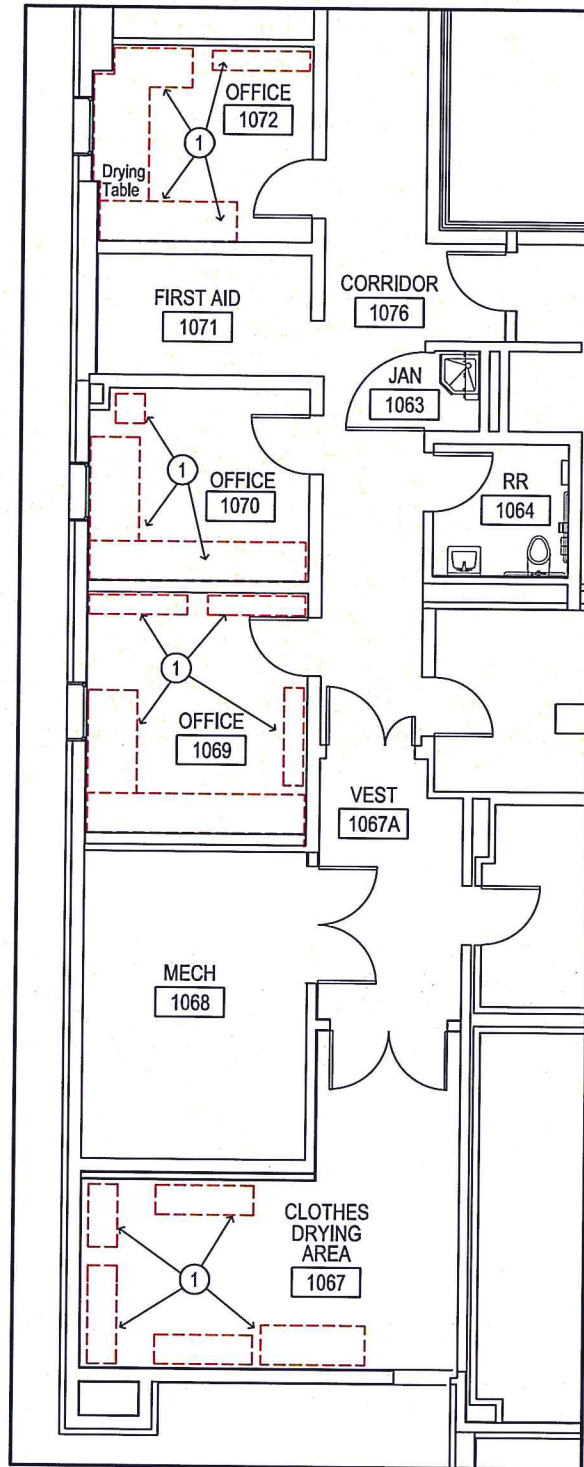 OFFICE
1072
1
Drying
Table
FIRST AID
1071
CORRIDOR
1076
JAN
1063
1
OFFICE
1070
RR
1064
1
OFFICE
1069
VEST
1067A
MECH
1068
CLOTHES
DRYING
AREA
1067
1